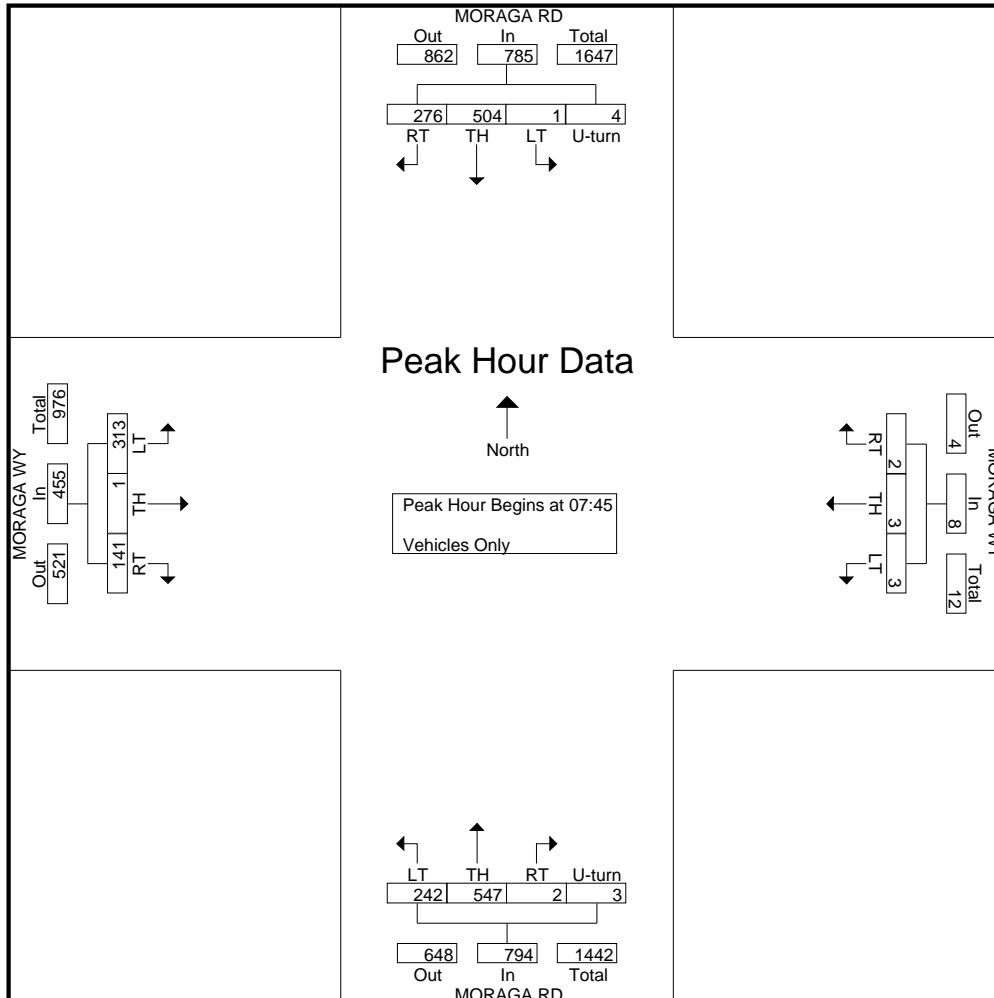 MORAGA RD
Out In Total
862 785 1647
276 504 1 4
RT TH LT U-turn
Peak Hour Data
North
Peak Hour Begins at 07:45
Vehicles Only
MORAGA WY
Total In Out
976 455 521
313 1 141
LT TH RT
RT TH LT
2 3 3
Out In Total
4 8 12
MORAGA WY
LT TH RT U-turn
242 547 2 3
648 794 1442
Out In Total
MORAGA RD